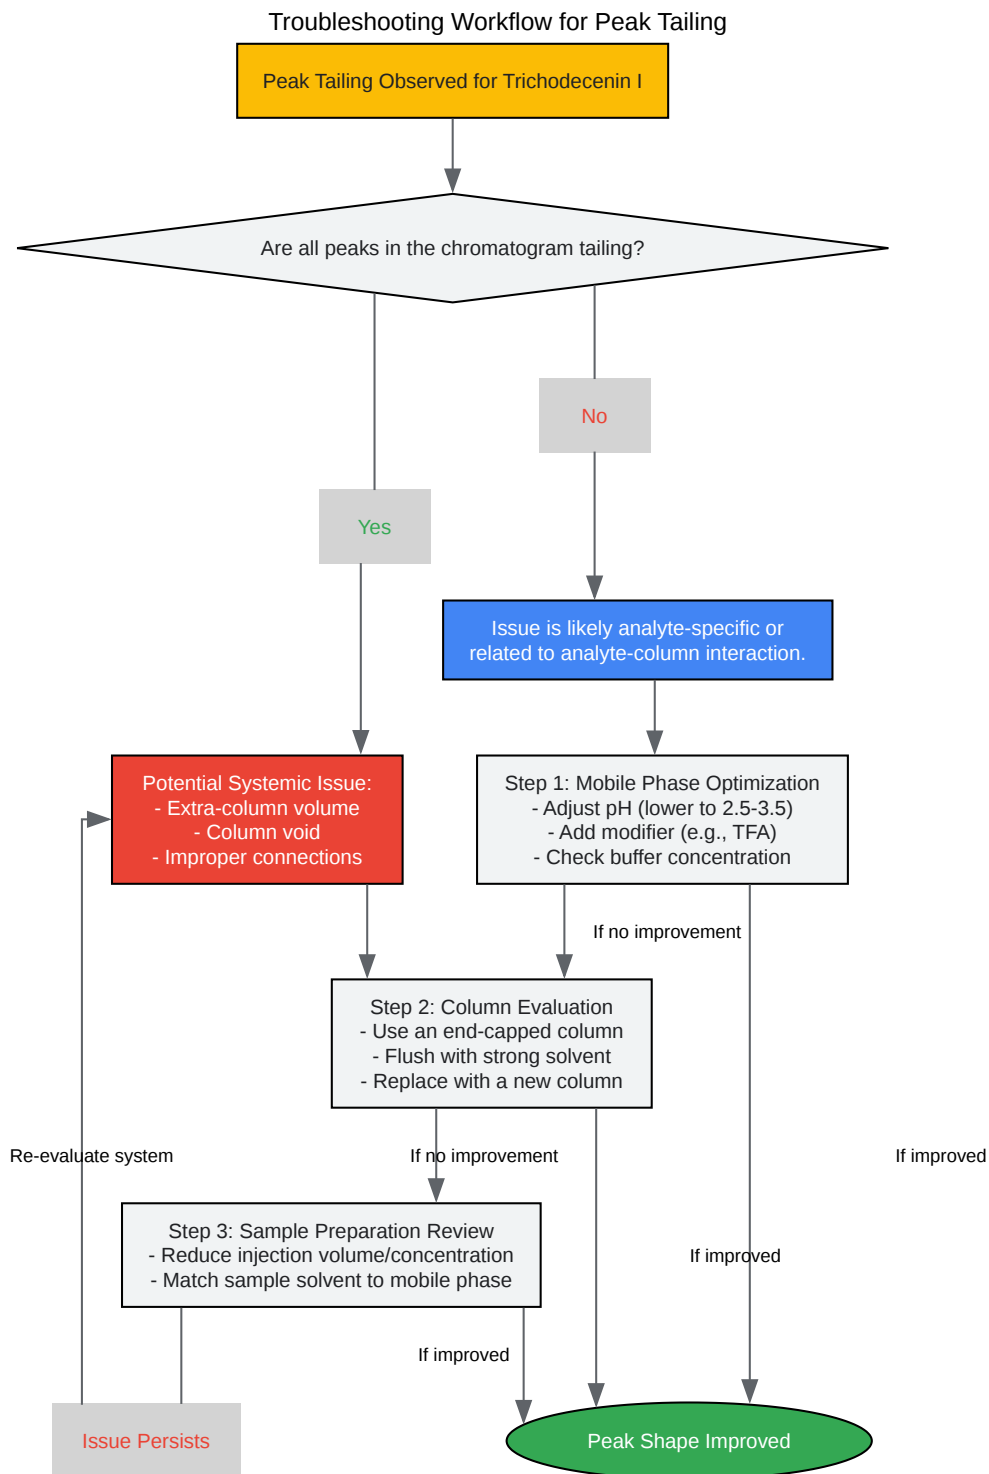 Troubleshooting Workflow for Peak Tailing
Peak Tailing Observed for Trichodecenin I
Are all peaks in the chromatogram tailing?
No
Yes
Issue is likely analyte-specific or
related to analyte-column interaction.
Potential Systemic Issue:
- Extra-column volume
- Column void
- Improper connections
Step 1: Mobile Phase Optimization
- Adjust pH (lower to 2.5-3.5)
- Add modifier (e.g., TFA)
- Check buffer concentration
If no improvement
Step 2: Column Evaluation
- Use an end-capped column
- Flush with strong solvent
- Replace with a new column
Re-evaluate system
If no improvement
If improved
Step 3: Sample Preparation Review
- Reduce injection volume/concentration
- Match sample solvent to mobile phase
If improved
If improved
Issue Persists
Peak Shape Improved